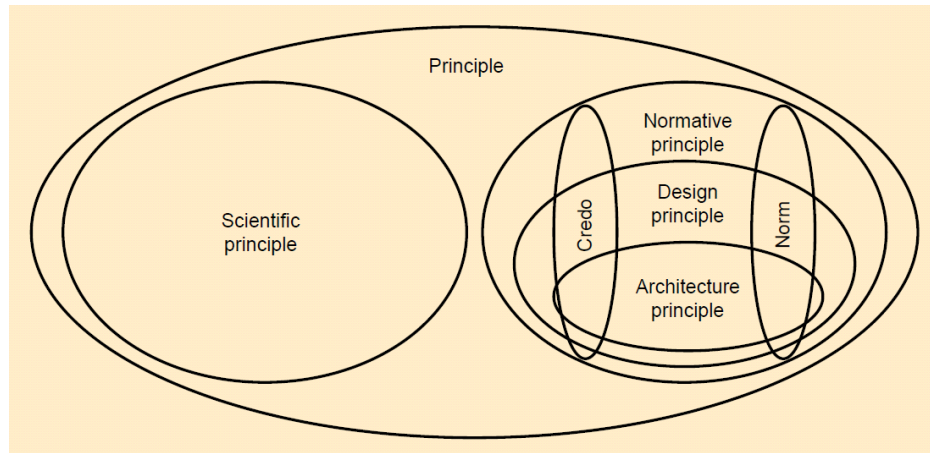 Principle
Scientific
principle
Normative
principle
Design
principle
Credo
Norm
Architecture
principle